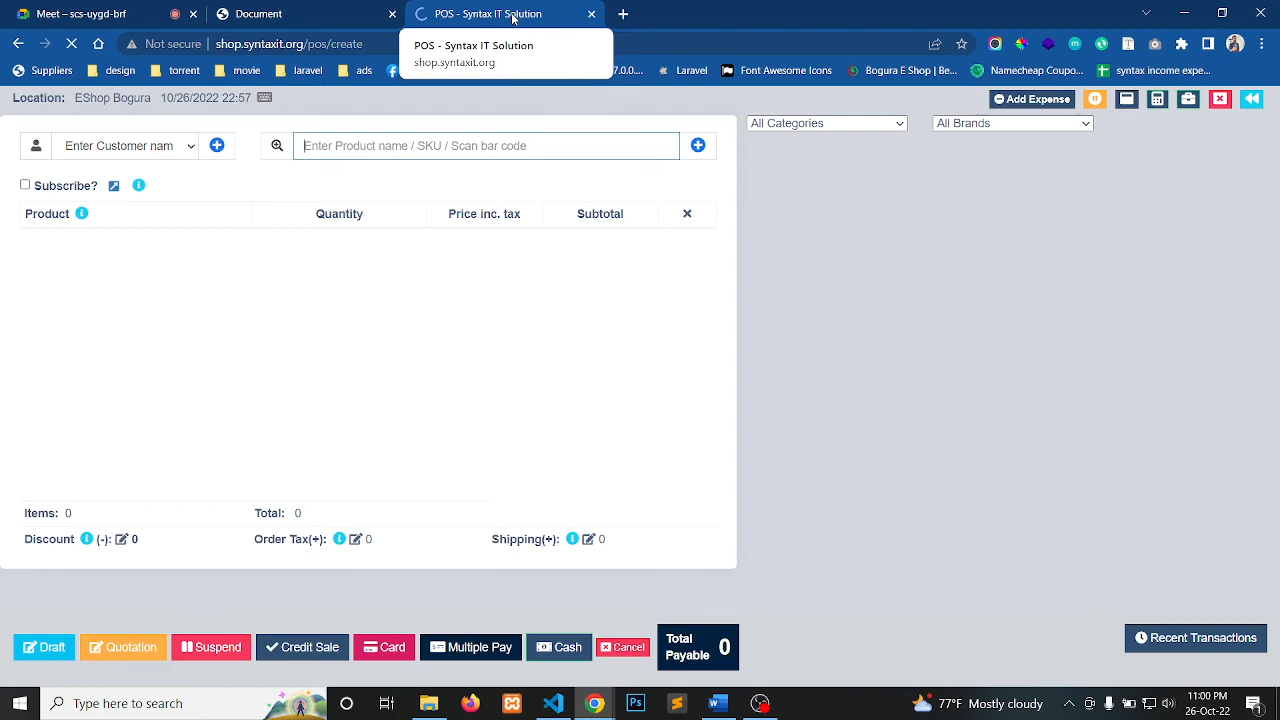 Meet – scs-uygd-brf
Document
POS - Syntax IT Solution
Not secure
shop.syntaxit.org/pos/create
POS - Syntax IT Solution
shop.syntaxit.org
Suppliers
design
torrent
movie
laravel
ads
7.0.0...
Laravel
Font Awesome Icons
Bogura E Shop | Be...
Namecheap Coupo...
syntax income expe...
Location: EShop Bogura 10/26/2022 22:57
Add Expense
Enter Customer nam
Enter Product name / SKU / Scan bar code
All Categories
All Brands
Subscribe?
Product Quantity Price inc. tax Subtotal
Items: 0 Total: 0
Discount (-): 0 Order Tax(+): 0 Shipping(+): 0
Draft
Quotation
Suspend
Credit Sale
Card
Multiple Pay
Cash
Cancel
Total
Payable 0
Recent Transactions
Type here to search
77°F Mostly cloudy
11:00 PM
26-Oct-22